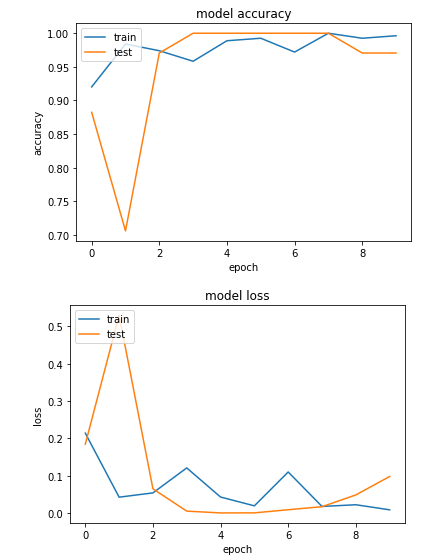 model accuracy
train
test
1.00
0.95
0.90
0.85
0.80
0.75
0.70
accuracy
0 2 4 6 8
epoch
model loss
train
test
0.5
0.4
0.3
0.2
0.1
0.0
loss
0 2 4 6 8
epoch